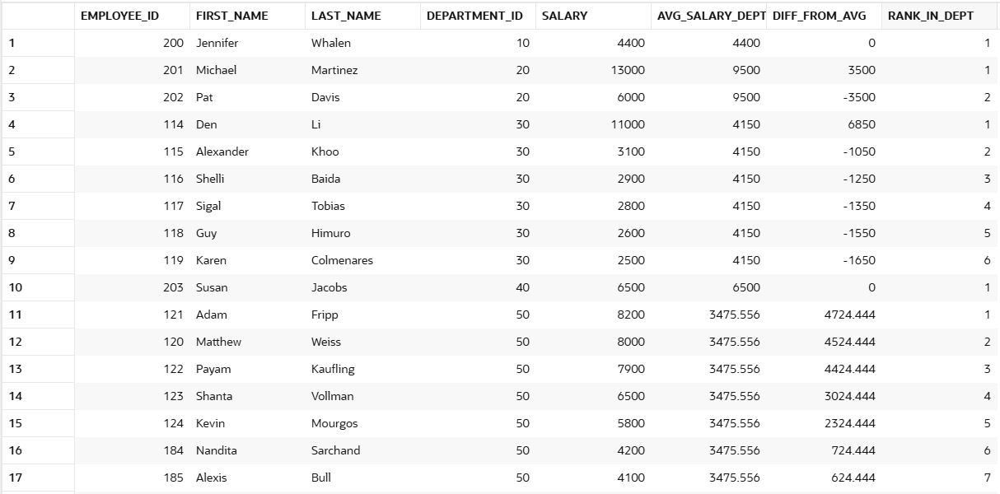 EMPLOYEE_ID FIRST_NAME LAST_NAME DEPARTMENT_ID SALARY AVG_SALARY_DEPT DIFF_FROM_AVG RANK_IN_DEPT
1 200 Jennifer Whalen 10 4400 4400 0 1
2 201 Michael Martinez 20 13000 9500 3500 1
3 202 Pat Davis 20 6000 9500 -3500 2
4 114 Den Li 30 11000 4150 6850 1
5 115 Alexander Khoo 30 3100 4150 -1050 2
6 116 Shelli Baida 30 2900 4150 -1250 3
7 117 Sigal Tobias 30 2800 4150 -1350 4
8 118 Guy Himuro 30 2600 4150 -1550 5
9 119 Karen Colmenares 30 2500 4150 -1650 6
10 203 Susan Jacobs 40 6500 6500 0 1
11 121 Adam Fripp 50 8200 3475.556 4724.444 1
12 120 Matthew Weiss 50 8000 3475.556 4524.444 2
13 122 Payam Kaufling 50 7900 3475.556 4424.444 3
14 123 Shanta Vollman 50 6500 3475.556 3024.444 4
15 124 Kevin Mourgos 50 5800 3475.556 2324.444 5
16 184 Nandita Sarchand 50 4200 3475.556 724.444 6
17 185 Alexis Bull 50 4100 3475.556 624.444 7